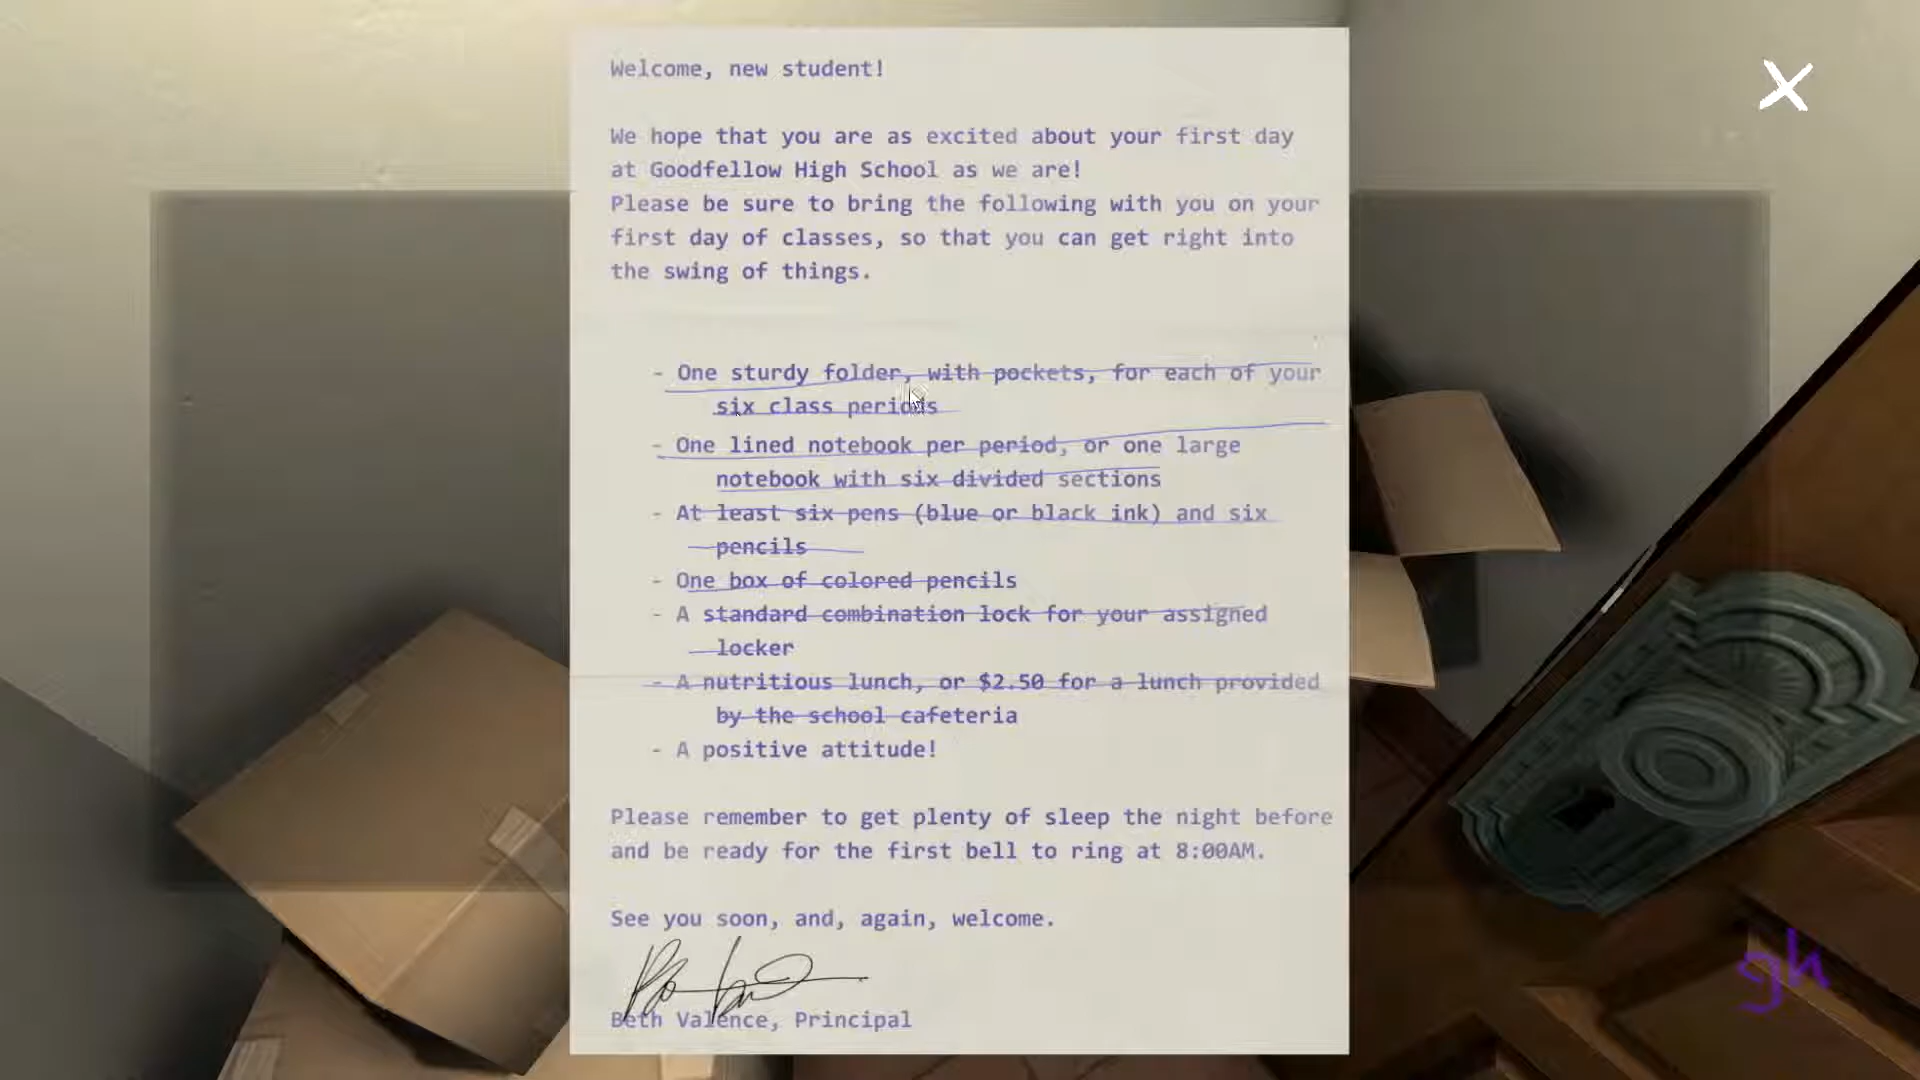 Welcome, new student!
We hope that you are as excited about your first day
at Goodfellow High School as we are!
Please be sure to bring the following with you on your
first day of classes, so that you can get right into
the swing of things.
- One sturdy folder, with pockets, for each of your
six class periods
- One lined notebook per period, or one large
notebook with six divided sections
- At least six pens (blue or black ink) and six
pencils
- One box of colored pencils
- A standard combination lock for your assigned
locker
- A nutritious lunch, or $2.50 for a lunch provided
by the school cafeteria
- A positive attitude!
Please remember to get plenty of sleep the night before
and be ready for the first bell to ring at 8:00AM.
See you soon, and, again, welcome.
Beth Valence, Principal
gh